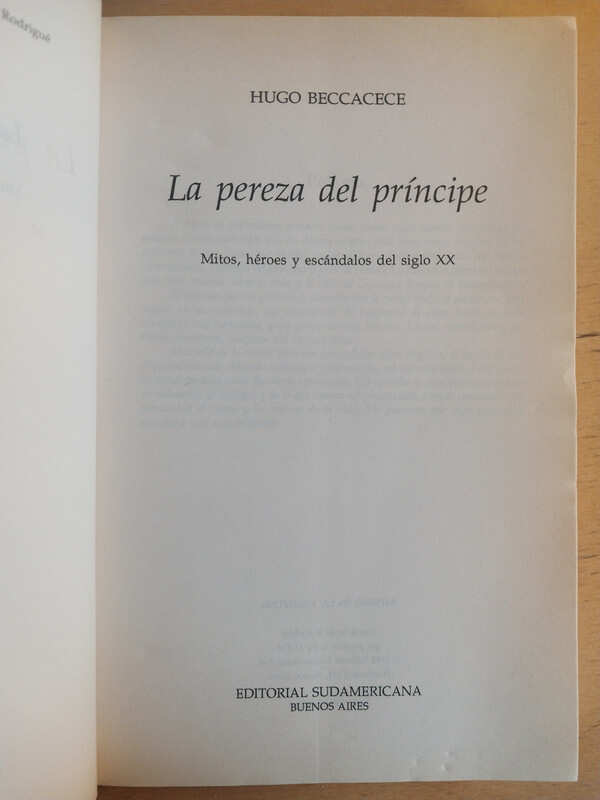 Rodrigué
HUGO BECCACECE
La pereza del príncipe
Mitos, héroes y escándalos del siglo XX
EDITORIAL SUDAMERICANA
BUENOS AIRES